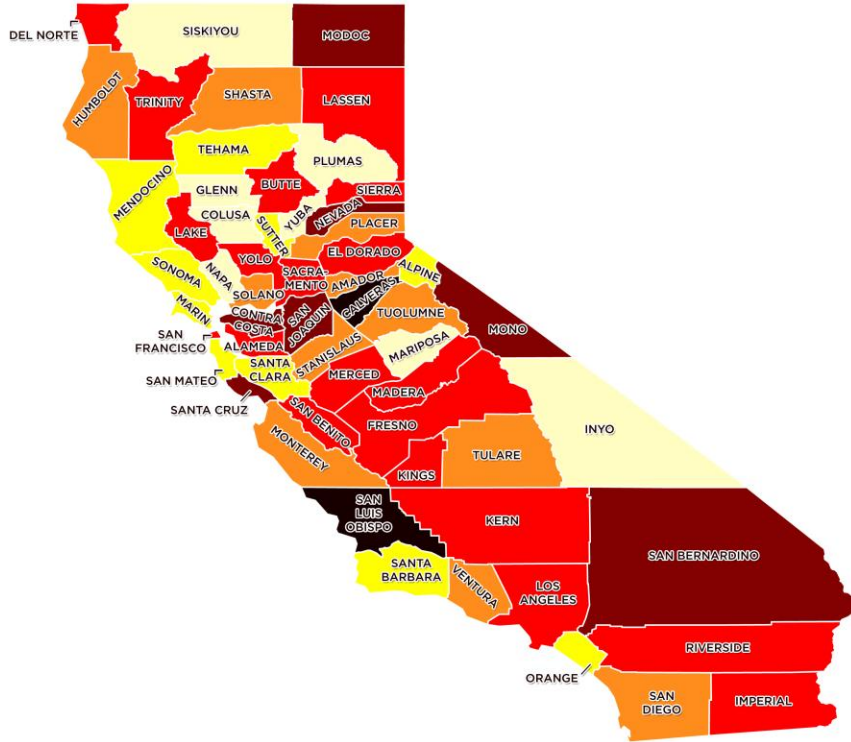 DEL NORTE
SISKIYOU
MODOC
HUMBOLDT
TRINITY
SHASTA
LASSEN
TEHAMA
PLUMAS
MENDOCINO
GLENN
BUTTE
SIERRA
COLUSA
YUBA
NEVADA
LAKE
SUTTER
PLACER
YOLO
EL DORADO
SONOMA
NAPA
SACRA-
MENTO
AMADOR
ALPINE
SOLANO
CALVERAS
MARIN
CONTRA
COSTA
SAN
JOAQUIN
TUOLUMNE
MONO
SAN
FRANCISCO
ALAMEDA
STANISLAUS
MARIPOSA
SANTA
CLARA
SAN MATEO
MERCED
MADERA
SANTA CRUZ
SAN BENITO
FRESNO
INYO
MONTEREY
KINGS
TULARE
SAN
LUIS
OBISPO
KERN
SAN BERNARDINO
SANTA
BARBARA
VENTURA
LOS
ANGELES
RIVERSIDE
ORANGE
SAN
DIEGO
IMPERIAL